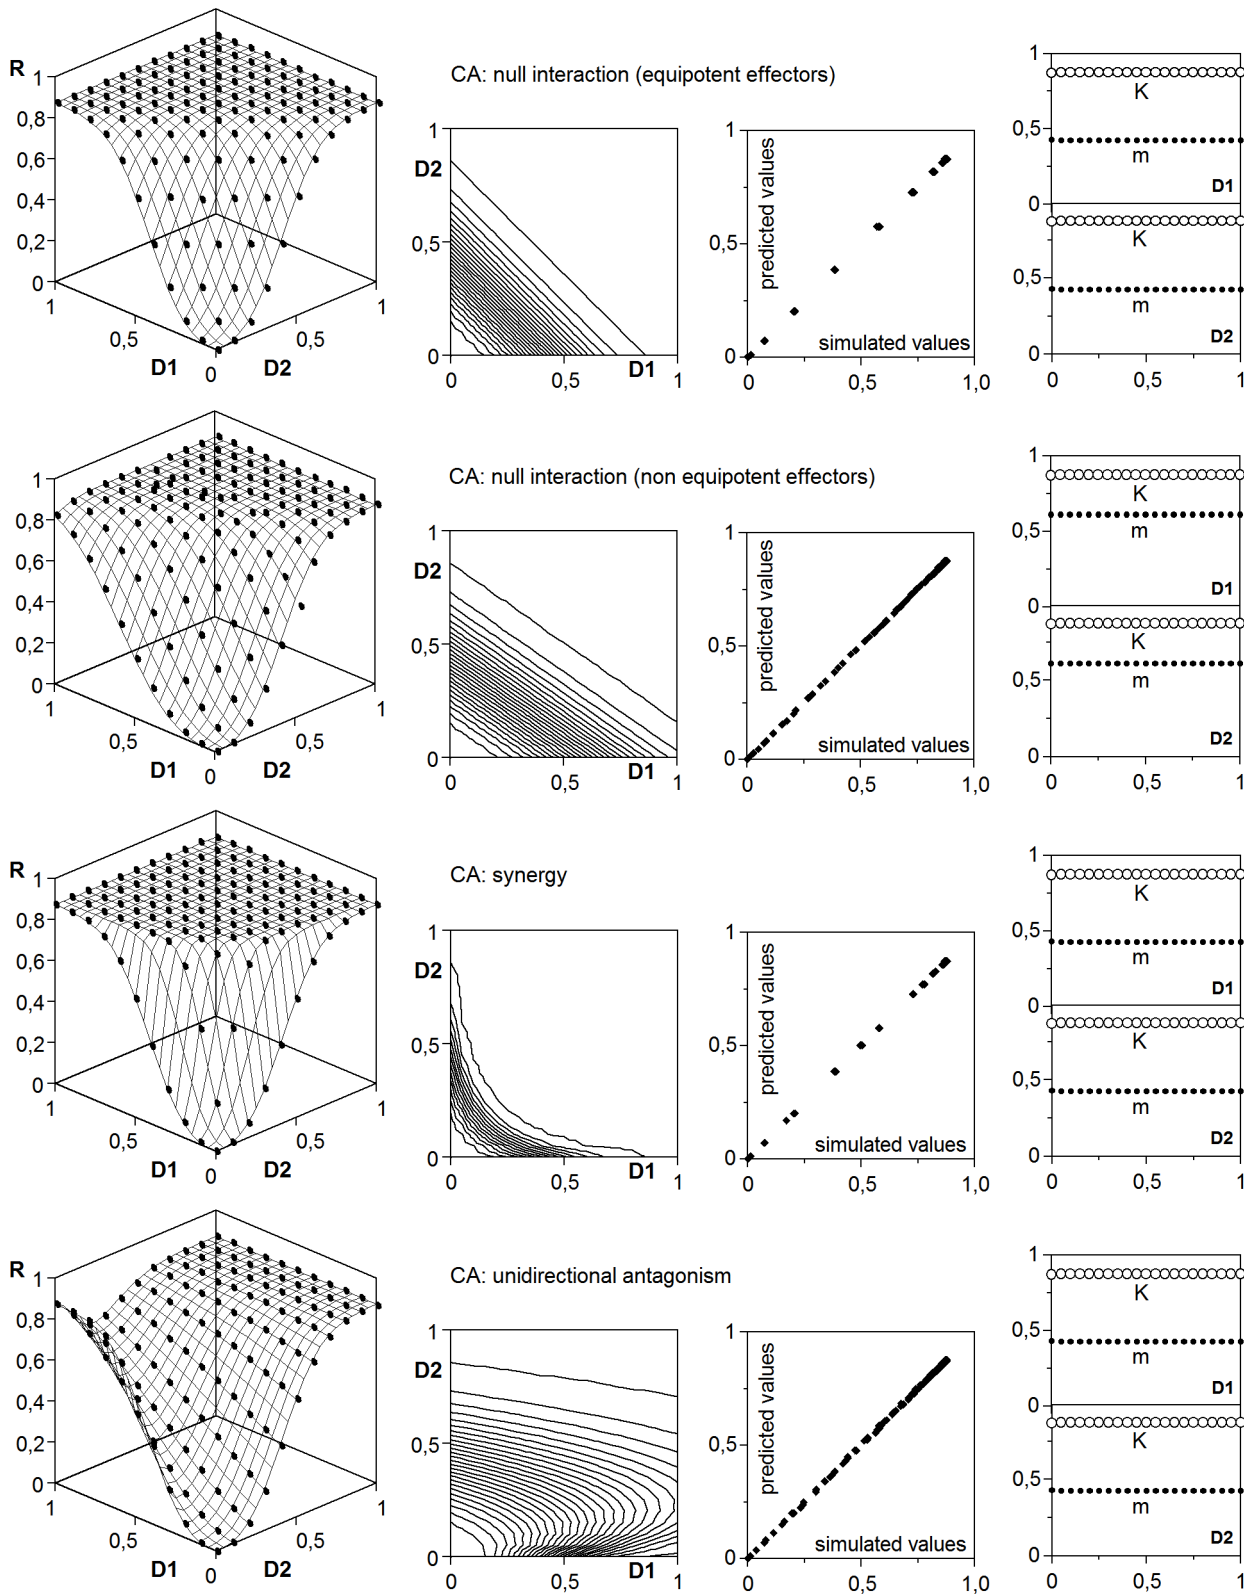 CA: null interaction (equipotent effectors)
R
1
0,8
0,6
0,4
0,2
0
1
0,5
D1
0
D2
0,5
1
1
D2
0,5
0
0
0,5
D1
1
1
predicted values
0,5
0
simulated values
0
0,5
1,0
1
K
0,5
m
D1
0
K
0,5
m
D2
0
0
0,5
1
CA: null interaction (non equipotent effectors)
R
1
0,8
0,6
0,4
0,2
0
1
0,5
D1
0
D2
0,5
1
1
D2
0,5
0
0
0,5
D1
1
1
predicted values
0,5
0
simulated values
0
0,5
1
1
K
0,5
m
D1
0
K
0,5
m
D2
0
0
0,5
1
CA: synergy
R
1
0,8
0,6
0,4
0,2
0
1
0,5
D1
0
D2
0,5
1
1
D2
0,5
0
0
0,5
D1
1
1
predicted values
0,5
0
simulated values
0
0,5
1,0
1
K
0,5
m
D1
0
K
0,5
m
D2
0
0
0,5
1
CA: unidirectional antagonism
R
1
0,8
0,6
0,4
0,2
0
1
0,5
D1
0
D2
0,5
1
1
D2
0,5
0
0
0,5
D1
1
1
predicted values
0,5
0
simulated values
0
0,5
1
1
K
0,5
m
D1
0
K
0,5
m
D2
0
0
0,5
1